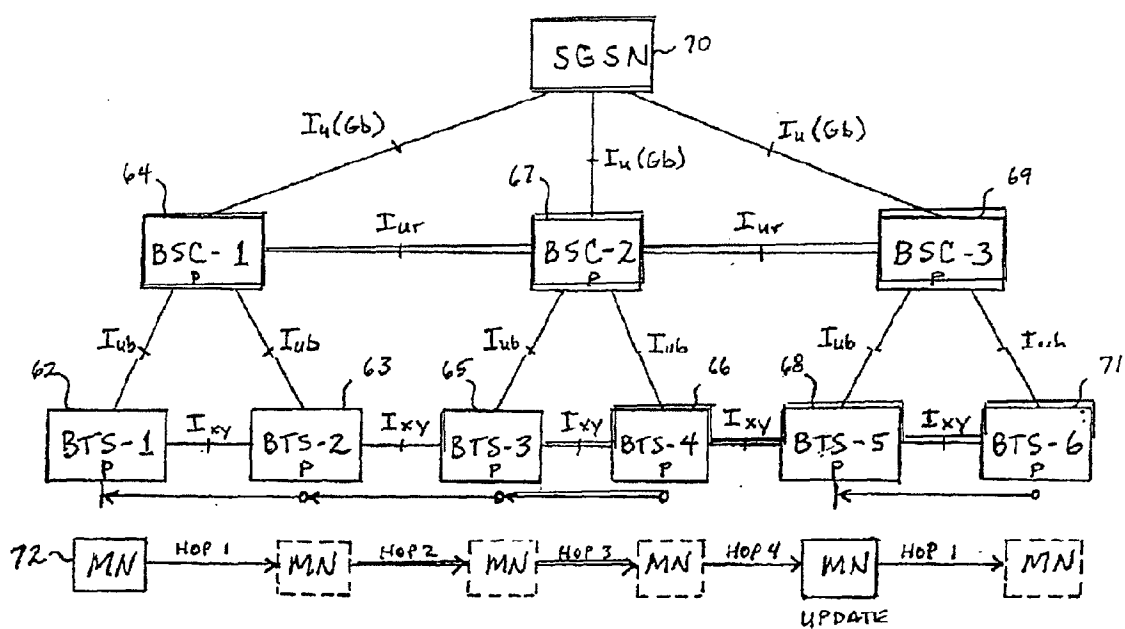 SGSN 70
Iu(Gb) Iu(Gb) Iu(Gb)
64 67 69
BSC-1 Iur BSC-2 Iur BSC-3
P P P
Iub Iub Iub Iub Iub
62 63 65 66 68 71
BTS-1 Ixy BTS-2 Ixy BTS-3 Ixy BTS-4 Ixy BTS-5 Ixy BTS-6
P P P P P P
72 MN HOP 1 MN HOP 2 MN HOP 3 MN HOP 4 MN HOP 1 MN
UPDATE